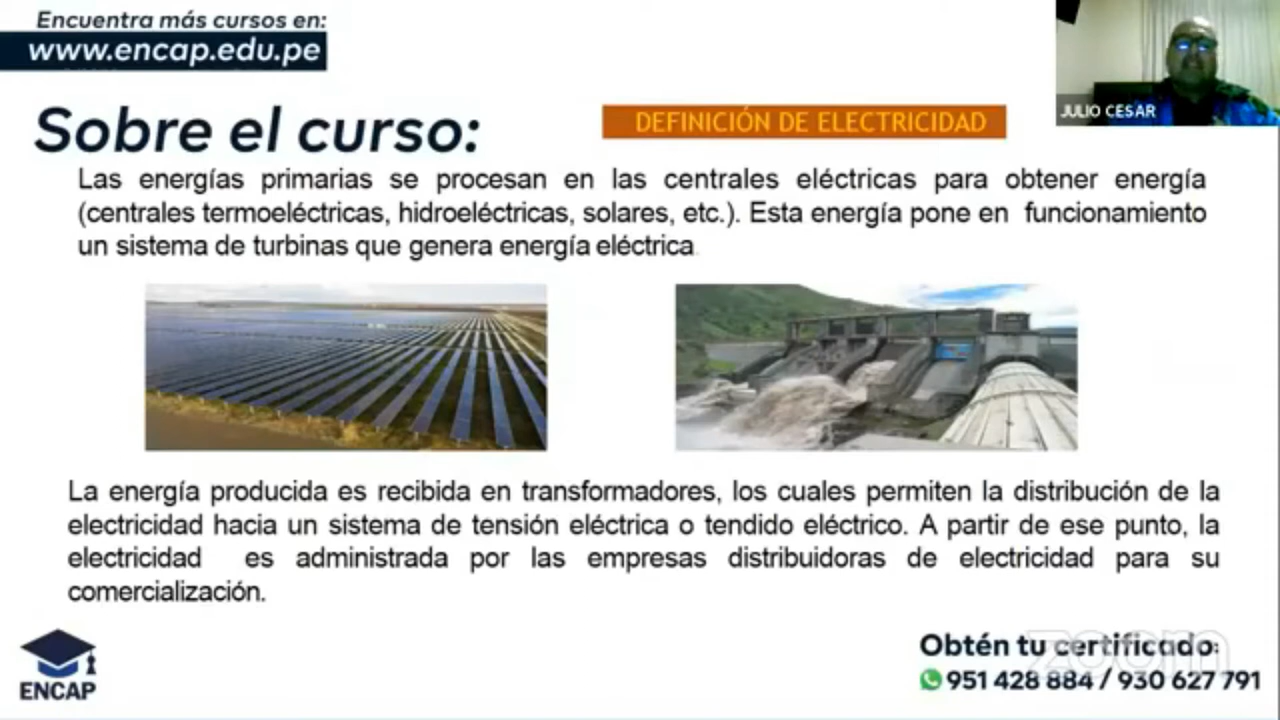 Encuentra más cursos en:
www.encap.edu.pe
JULIO CESAR
Sobre el curso:
DEFINICIÓN DE ELECTRICIDAD
Las energías primarias se procesan en las centrales eléctricas para obtener energía
(centrales termoeléctricas, hidroeléctricas, solares, etc.). Esta energía pone en funcionamiento
un sistema de turbinas que genera energía eléctrica
La energía producida es recibida en transformadores, los cuales permiten la distribución de la
electricidad hacia un sistema de tensión eléctrica o tendido eléctrico. A partir de ese punto, la
electricidad es administrada por las empresas distribuidoras de electricidad para su
comercialización.
ENCAP
Obtén tu certificado:
951 428 884 / 930 627 791
zoom